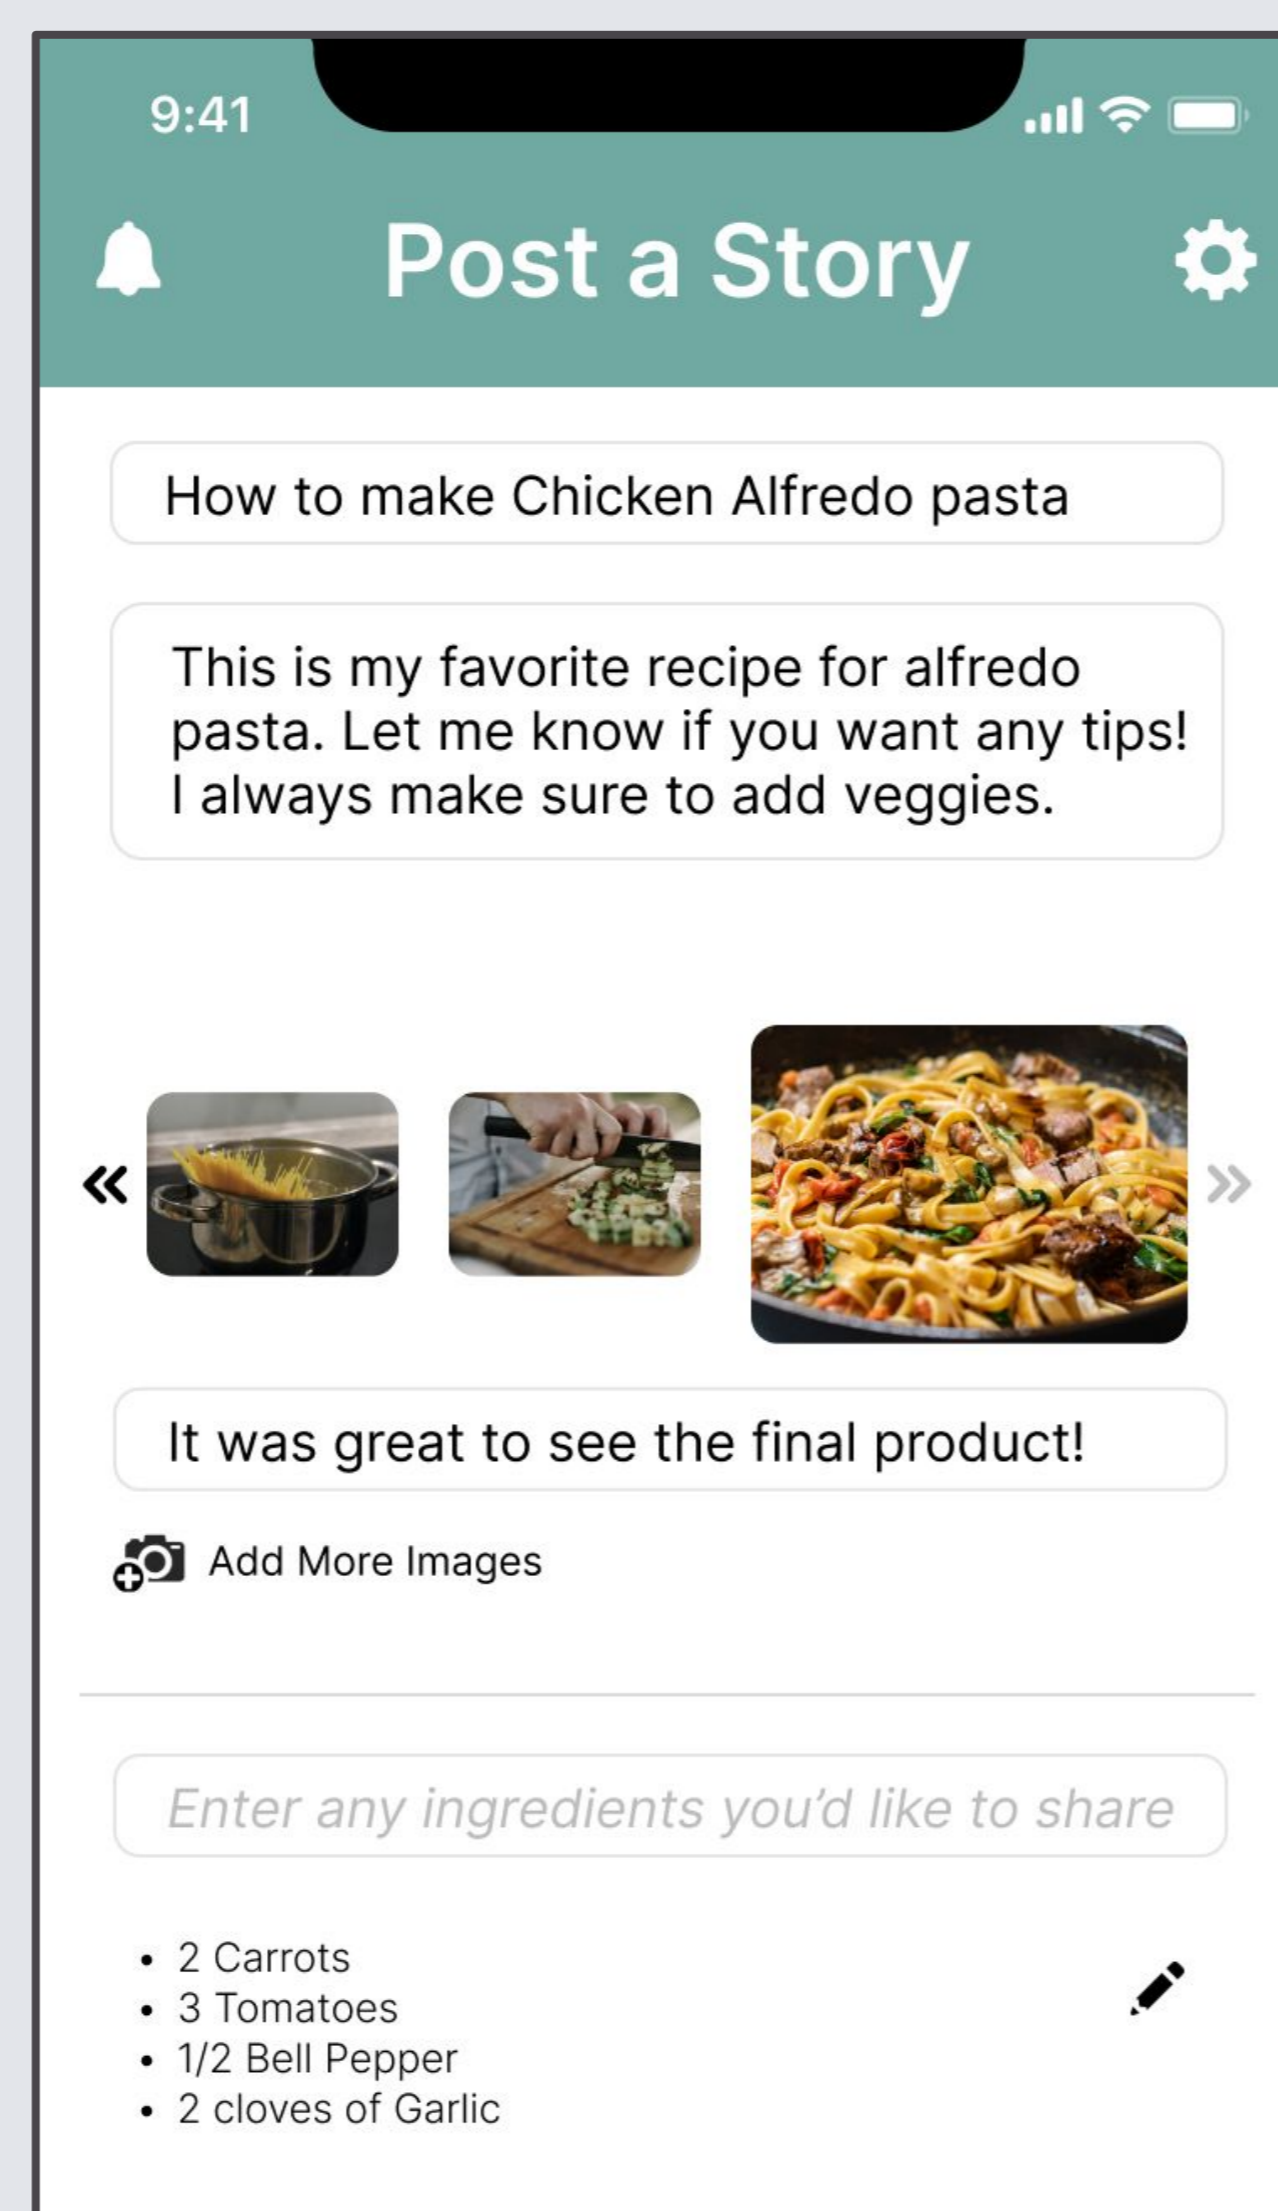 9:41
Post a Story
How to make Chicken Alfredo pasta
This is my favorite recipe for alfredo
pasta. Let me know if you want any tips!
I always make sure to add veggies.
It was great to see the final product!
Add More Images
Enter any ingredients you'd like to share
• 2 Carrots
• 3 Tomatoes
• 1/2 Bell Pepper
• 2 cloves of Garlic